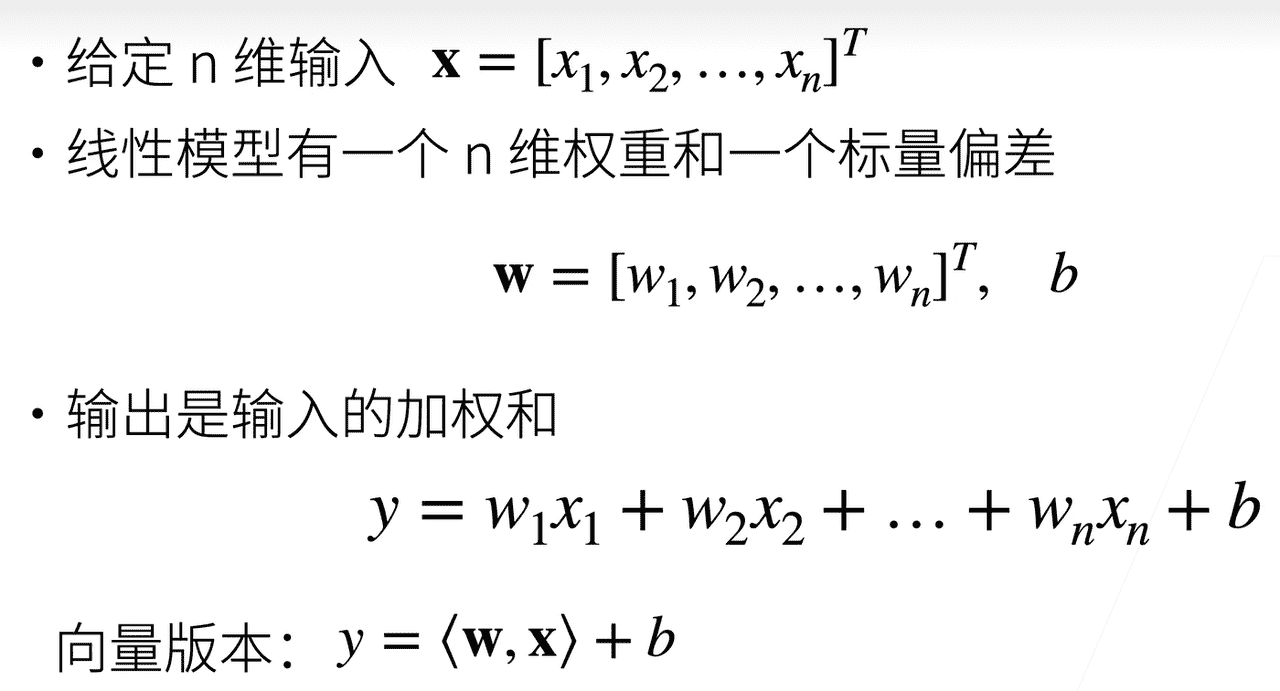 • 给定 n 维输入 𝐱 = [x₁, x₂, …, xₙ]ᵀ
• 线性模型有一个 n 维权重和一个标量偏差
𝐰 = [w₁, w₂, …, wₙ]ᵀ, b
• 输出是输入的加权和
y = w₁x₁ + w₂x₂ + … + wₙxₙ + b
向量版本： y = ⟨𝐰, 𝐱⟩ + b